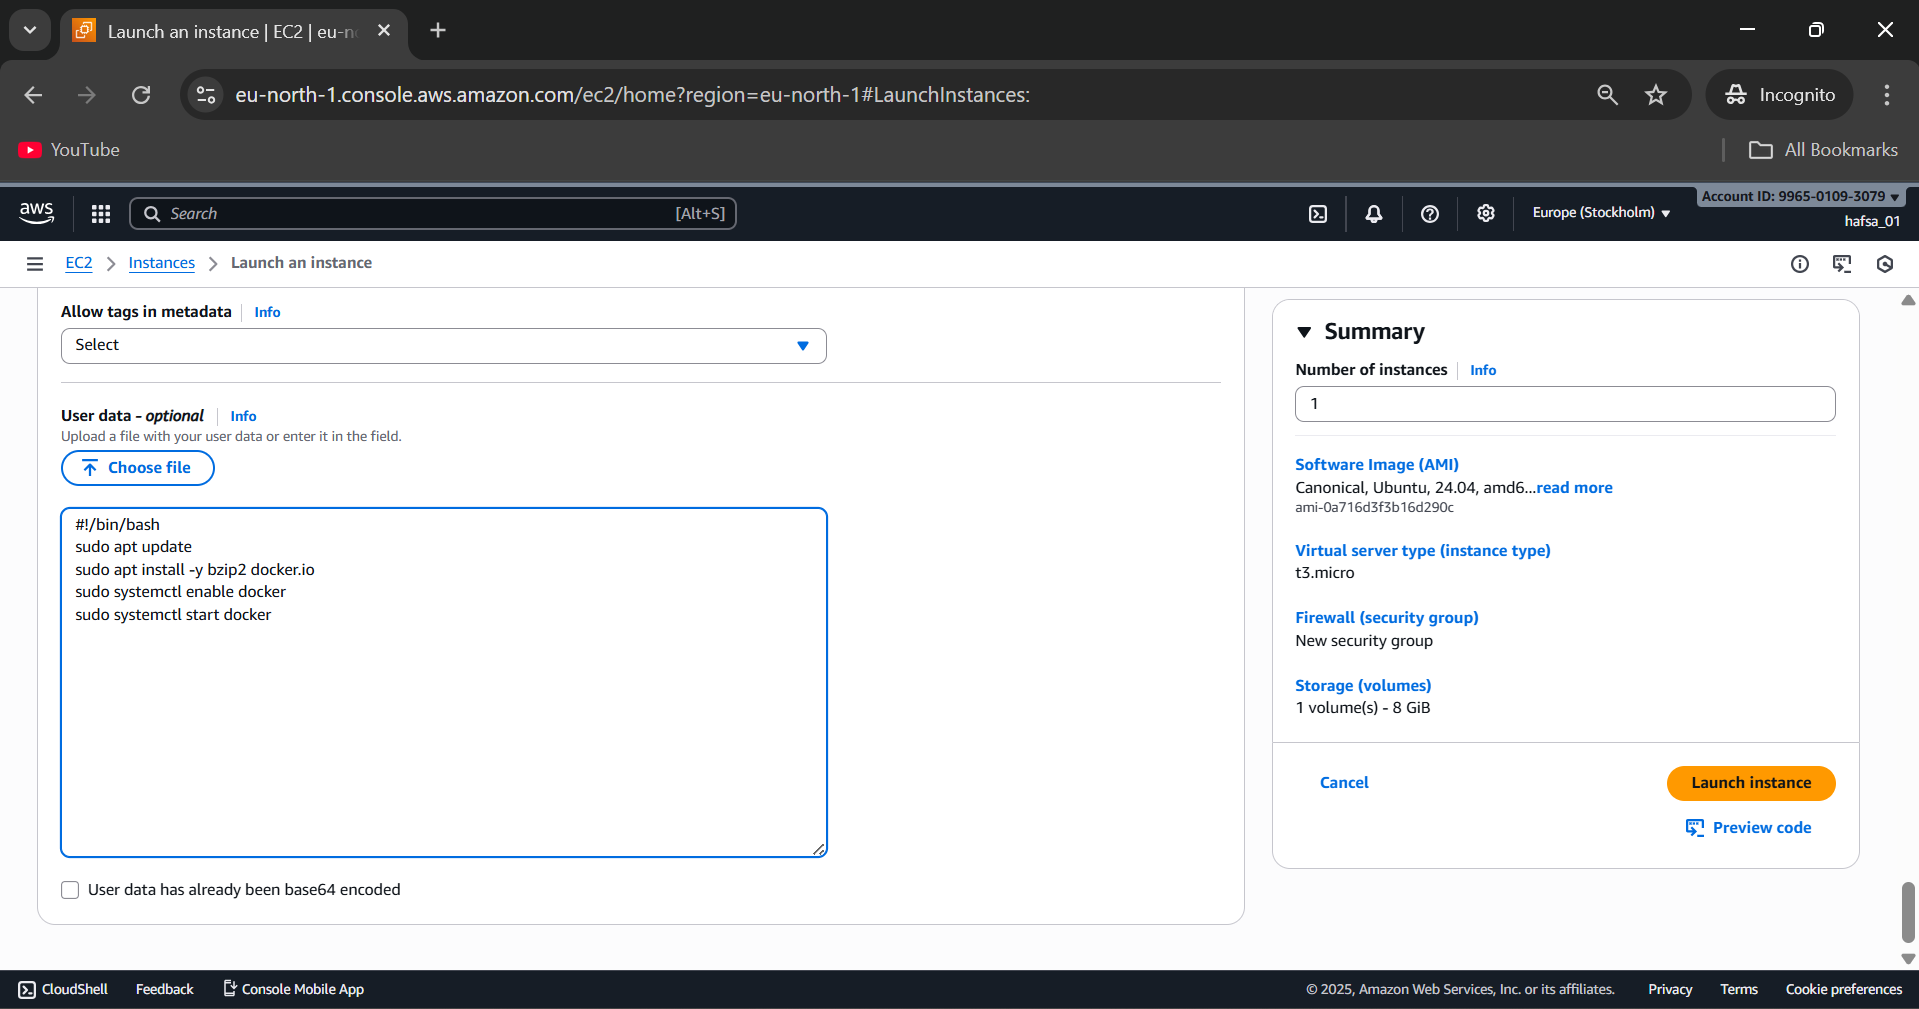 Launch an instance | EC2 | eu-n
eu-north-1.console.aws.amazon.com/ec2/home?region=eu-north-1#LaunchInstances:
Incognito
YouTube
All Bookmarks
aws
Search
[Alt+S]
Europe (Stockholm)
Account ID: 9965-0109-3079
hafsa_01
EC2
Instances
Launch an instance
Allow tags in metadata
Info
Select
User data - optional
Info
Upload a file with your user data or enter it in the field.
Choose file
#!/bin/bash
sudo apt update
sudo apt install -y bzip2 docker.io
sudo systemctl enable docker
sudo systemctl start docker
User data has already been base64 encoded
Summary
Number of instances
Info
1
Software Image (AMI)
Canonical, Ubuntu, 24.04, amd6...read more
ami-0a716d3f3b16d290c
Virtual server type (instance type)
t3.micro
Firewall (security group)
New security group
Storage (volumes)
1 volume(s) - 8 GiB
Cancel
Launch instance
Preview code
CloudShell
Feedback
Console Mobile App
© 2025, Amazon Web Services, Inc. or its affiliates.
Privacy
Terms
Cookie preferences